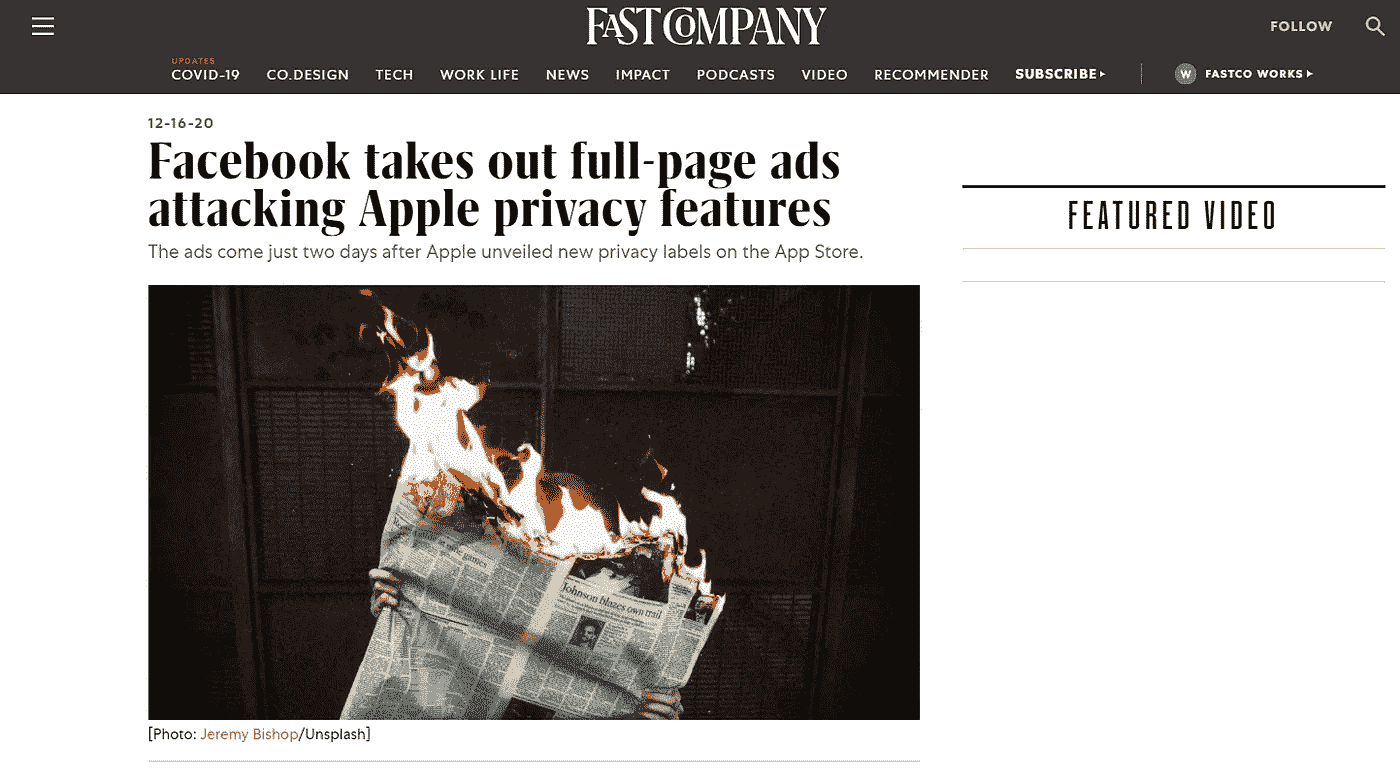 FAST COMPANY
FOLLOW
UPDATES
COVID-19 CO.DESIGN TECH WORK LIFE NEWS IMPACT PODCASTS VIDEO RECOMMENDER SUBSCRIBE W FASTCO WORKS
12-16-20
Facebook takes out full-page ads
attacking Apple privacy features
The ads come just two days after Apple unveiled new privacy labels on the App Store.
FEATURED VIDEO
games
Johnson blazes own trail
[Photo: Jeremy Bishop/Unsplash]